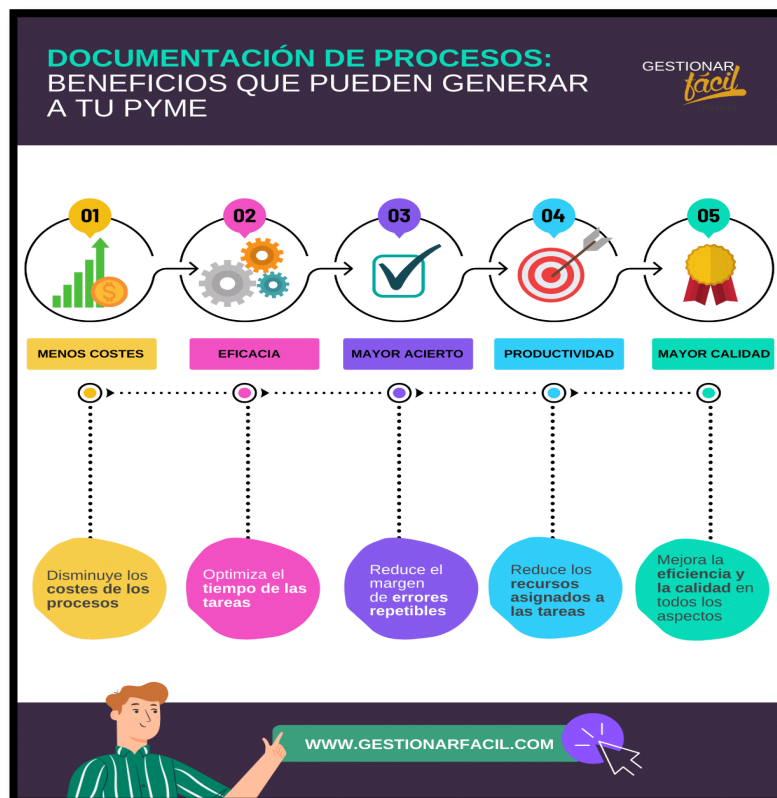 DOCUMENTACIÓN DE PROCESOS:
BENEFICIOS QUE PUEDEN GENERAR
A TU PYME
GESTIONAR
fácil
01
02
03
04
05
$
MENOS COSTES
EFICACIA
MAYOR ACIERTO
PRODUCTIVIDAD
MAYOR CALIDAD
Disminuye los
costes de los
procesos
Optimiza el
tiempo de las
tareas
Reduce el
margen
de errores
repetibles
Reduce los
recursos
asignados a
las tareas
Mejora la
eficiencia y
la calidad en
todos los
aspectos
WWW.GESTIONARFACIL.COM